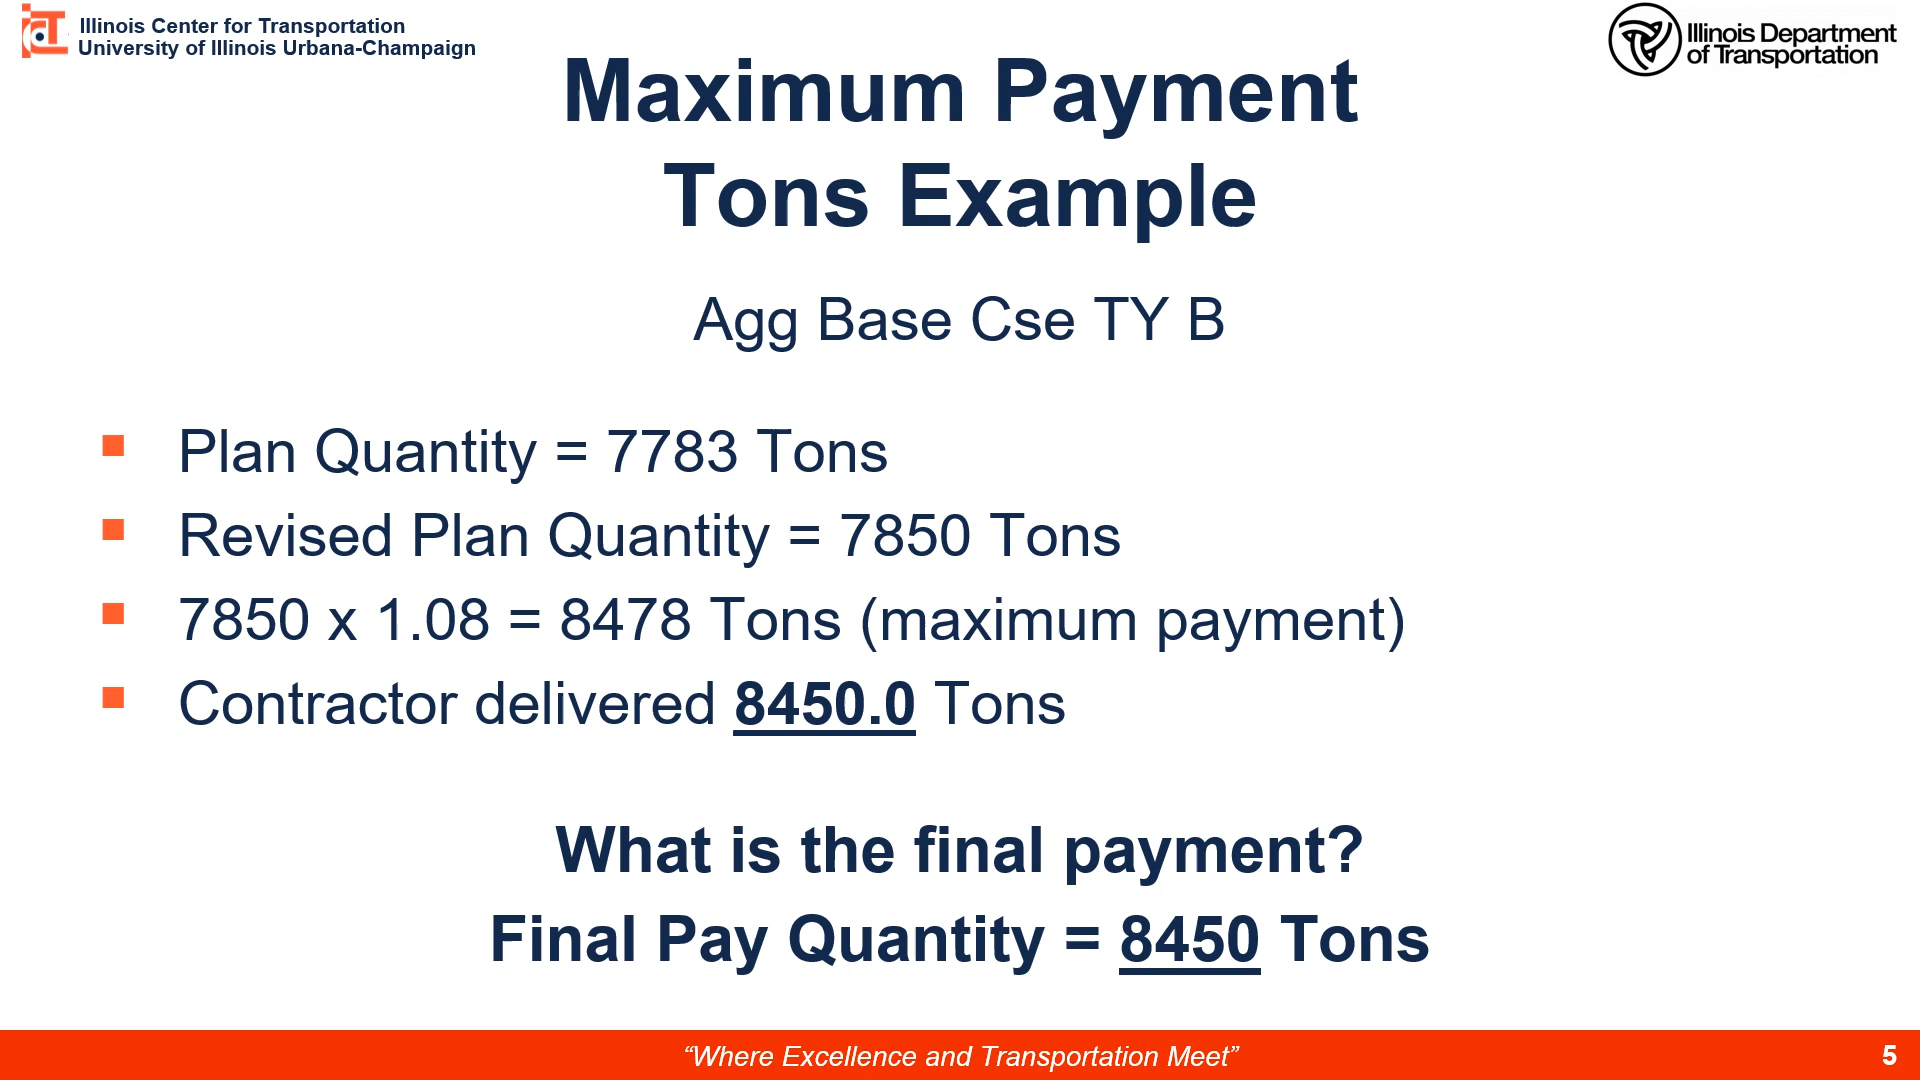 Illinois Center for Transportation
University of Illinois Urbana-Champaign
Illinois Department
of Transportation
Maximum Payment
Tons Example
Agg Base Cse TY B
Plan Quantity = 7783 Tons
Revised Plan Quantity = 7850 Tons
7850 x 1.08 = 8478 Tons (maximum payment)
Contractor delivered 8450.0 Tons
What is the final payment?
Final Pay Quantity = 8450 Tons
“Where Excellence and Transportation Meet”
5